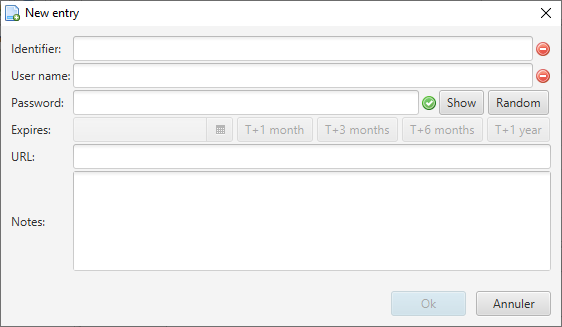 New entry
Identifier:
User name:
Password: Show Random
Expires: T+1 month T+3 months T+6 months T+1 year
URL:
Notes:
Ok Annuler